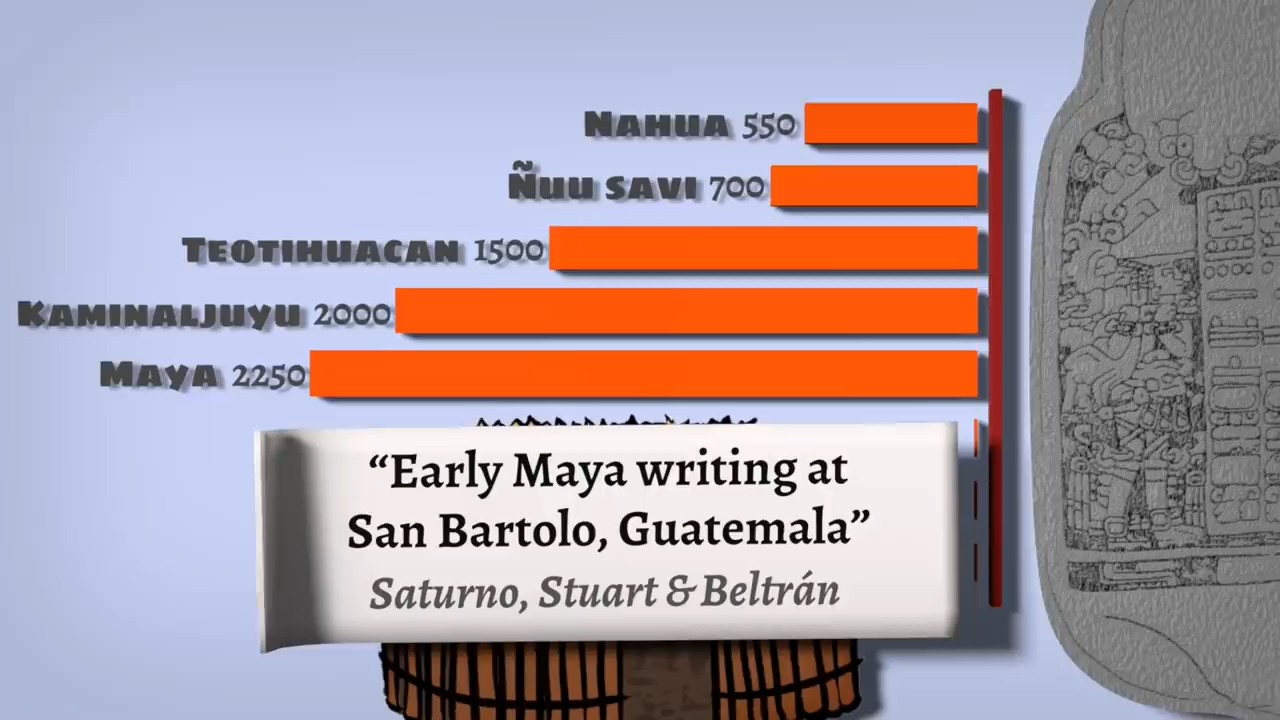 Nahua 550
Ñuu savi 700
Teotihuacan 1500
Kaminaljuyu 2000
Maya 2250
“Early Maya writing at
San Bartolo, Guatemala”
Saturno, Stuart & Beltrán